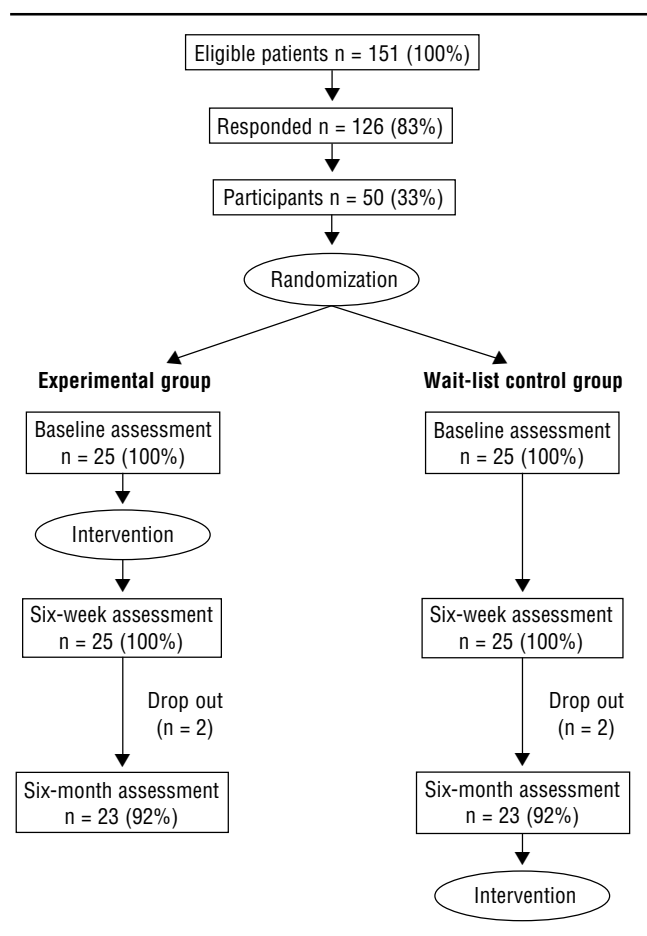 Eligible patients n = 151 (100%)
Responded n = 126 (83%)
Participants n = 50 (33%)
Randomization
Experimental group
Baseline assessment
n = 25 (100%)
Intervention
Six-week assessment
n = 25 (100%)
Drop out
(n = 2)
Six-month assessment
n = 23 (92%)
Wait-list control group
Baseline assessment
n = 25 (100%)
Six-week assessment
n = 25 (100%)
Drop out
(n = 2)
Six-month assessment
n = 23 (92%)
Intervention